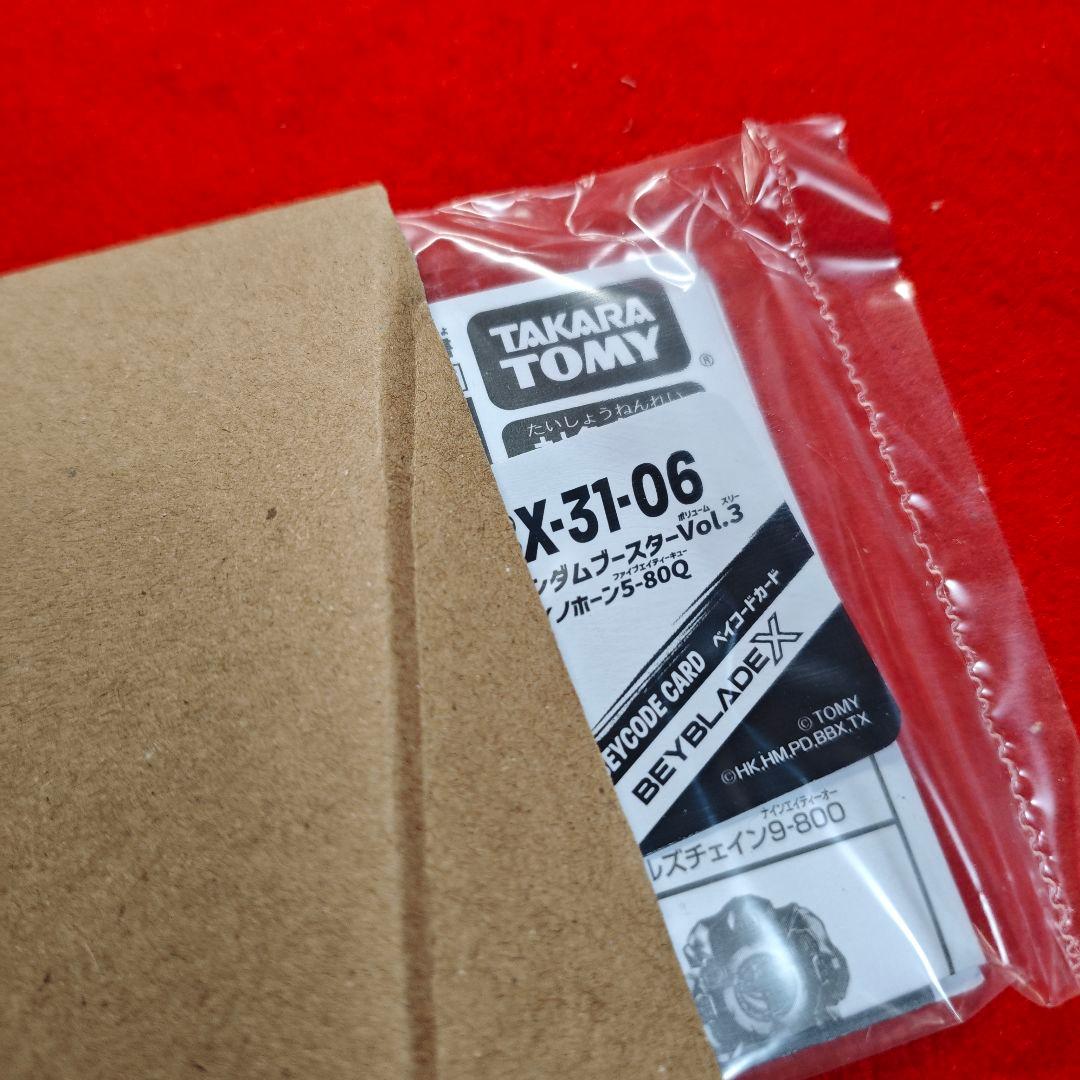 TAKARA
TOMY
®
たいしょうねんれい
X-31-06
ボリューム スリー
ンダムブースターVol.3
ファイブエイティーキュー
ノホーン5-80Q
ベイコードカード
EYCODE CARD
BEYBLADE X
©TOMY
©HK,HM,PD,BBX,TX
ナインエイティーオー
レズチェイン9-80O